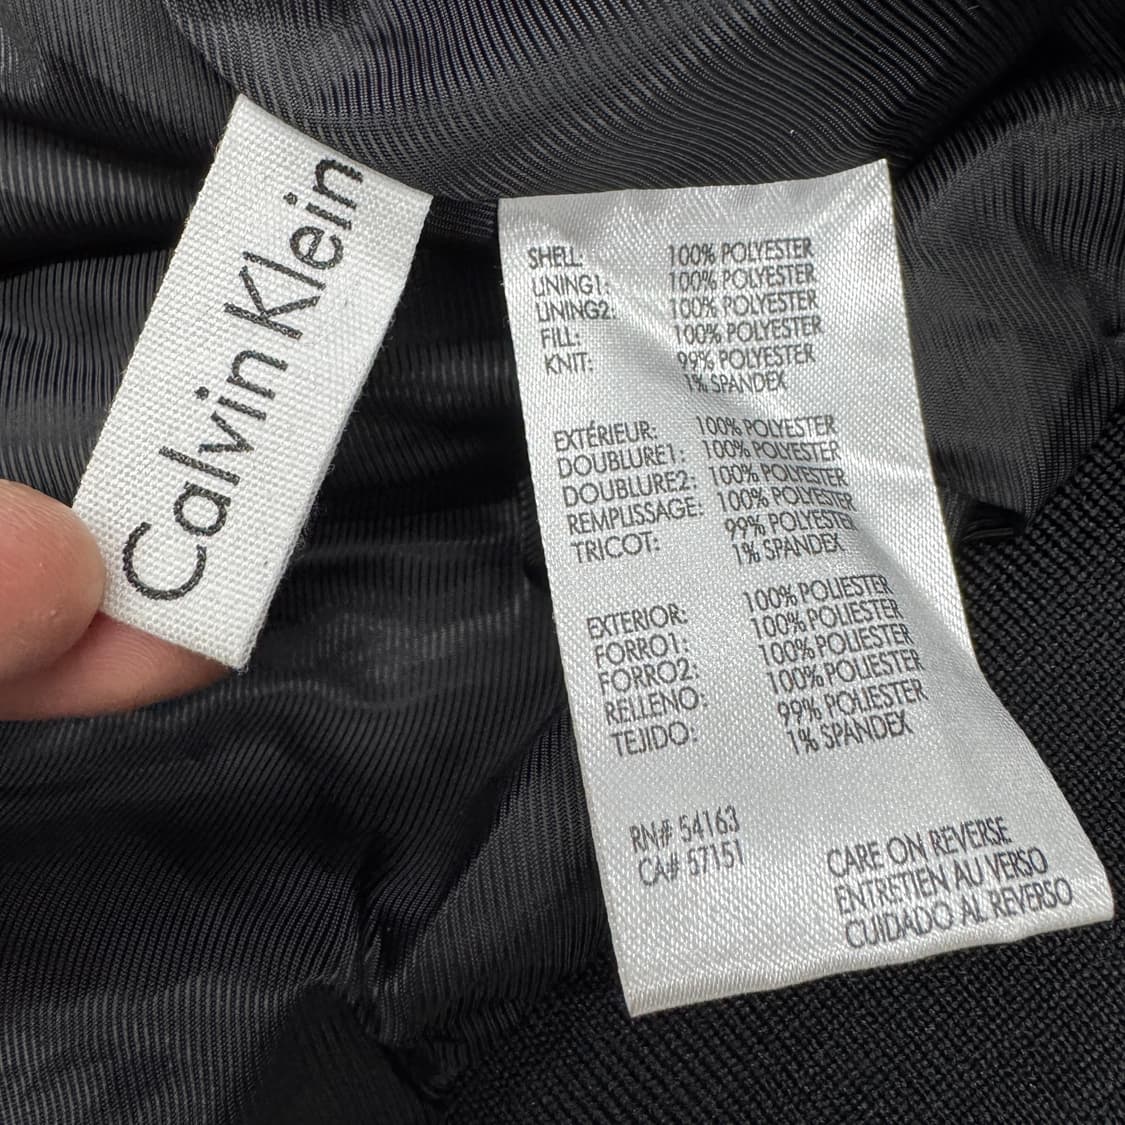 Calvin Klein
SHELL: 100% POLYESTER
LINING1: 100% POLYESTER
LINING2: 100% POLYESTER
FILL: 100% POLYESTER
KNIT: 99% POLYESTER
1% SPANDEX
EXTÉRIEUR: 100% POLYESTER
DOUBLURE1: 100% POLYESTER
DOUBLURE2: 100% POLYESTER
REMPLISSAGE: 100% POLYESTER
TRICOT: 99% POLYESTER
1% SPANDEX
EXTERIOR: 100% POLIESTER
FORRO1: 100% POLIESTER
FORRO2: 100% POLIESTER
RELLENO: 100% POLIESTER
TEJIDO: 99% POLIESTER
1% SPANDEX
RN# 54163
CA# 57151
CARE ON REVERSE
ENTRETIEN AU VERSO
CUIDADO AL REVERSO